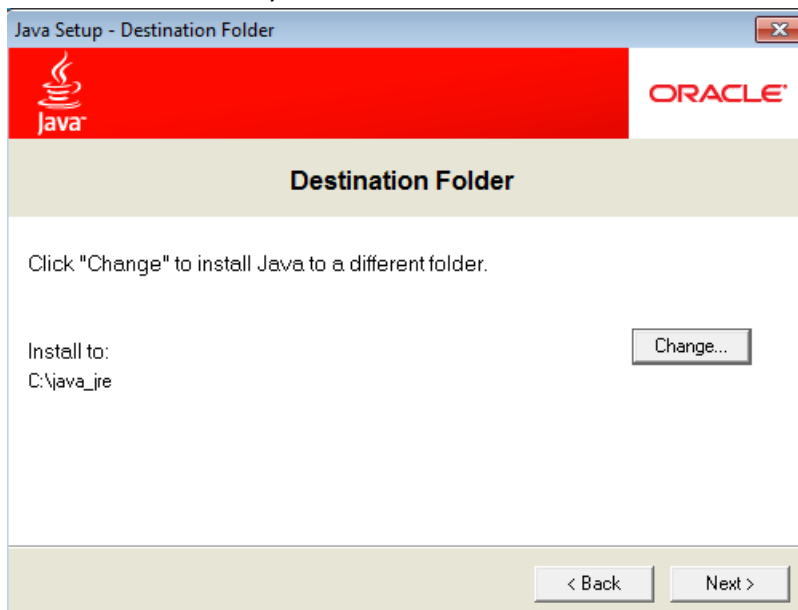 Java Setup - Destination Folder
Java™
ORACLE®
Destination Folder
Click "Change" to install Java to a different folder.
Install to:
Change...
C:\java_jre
< Back
Next >